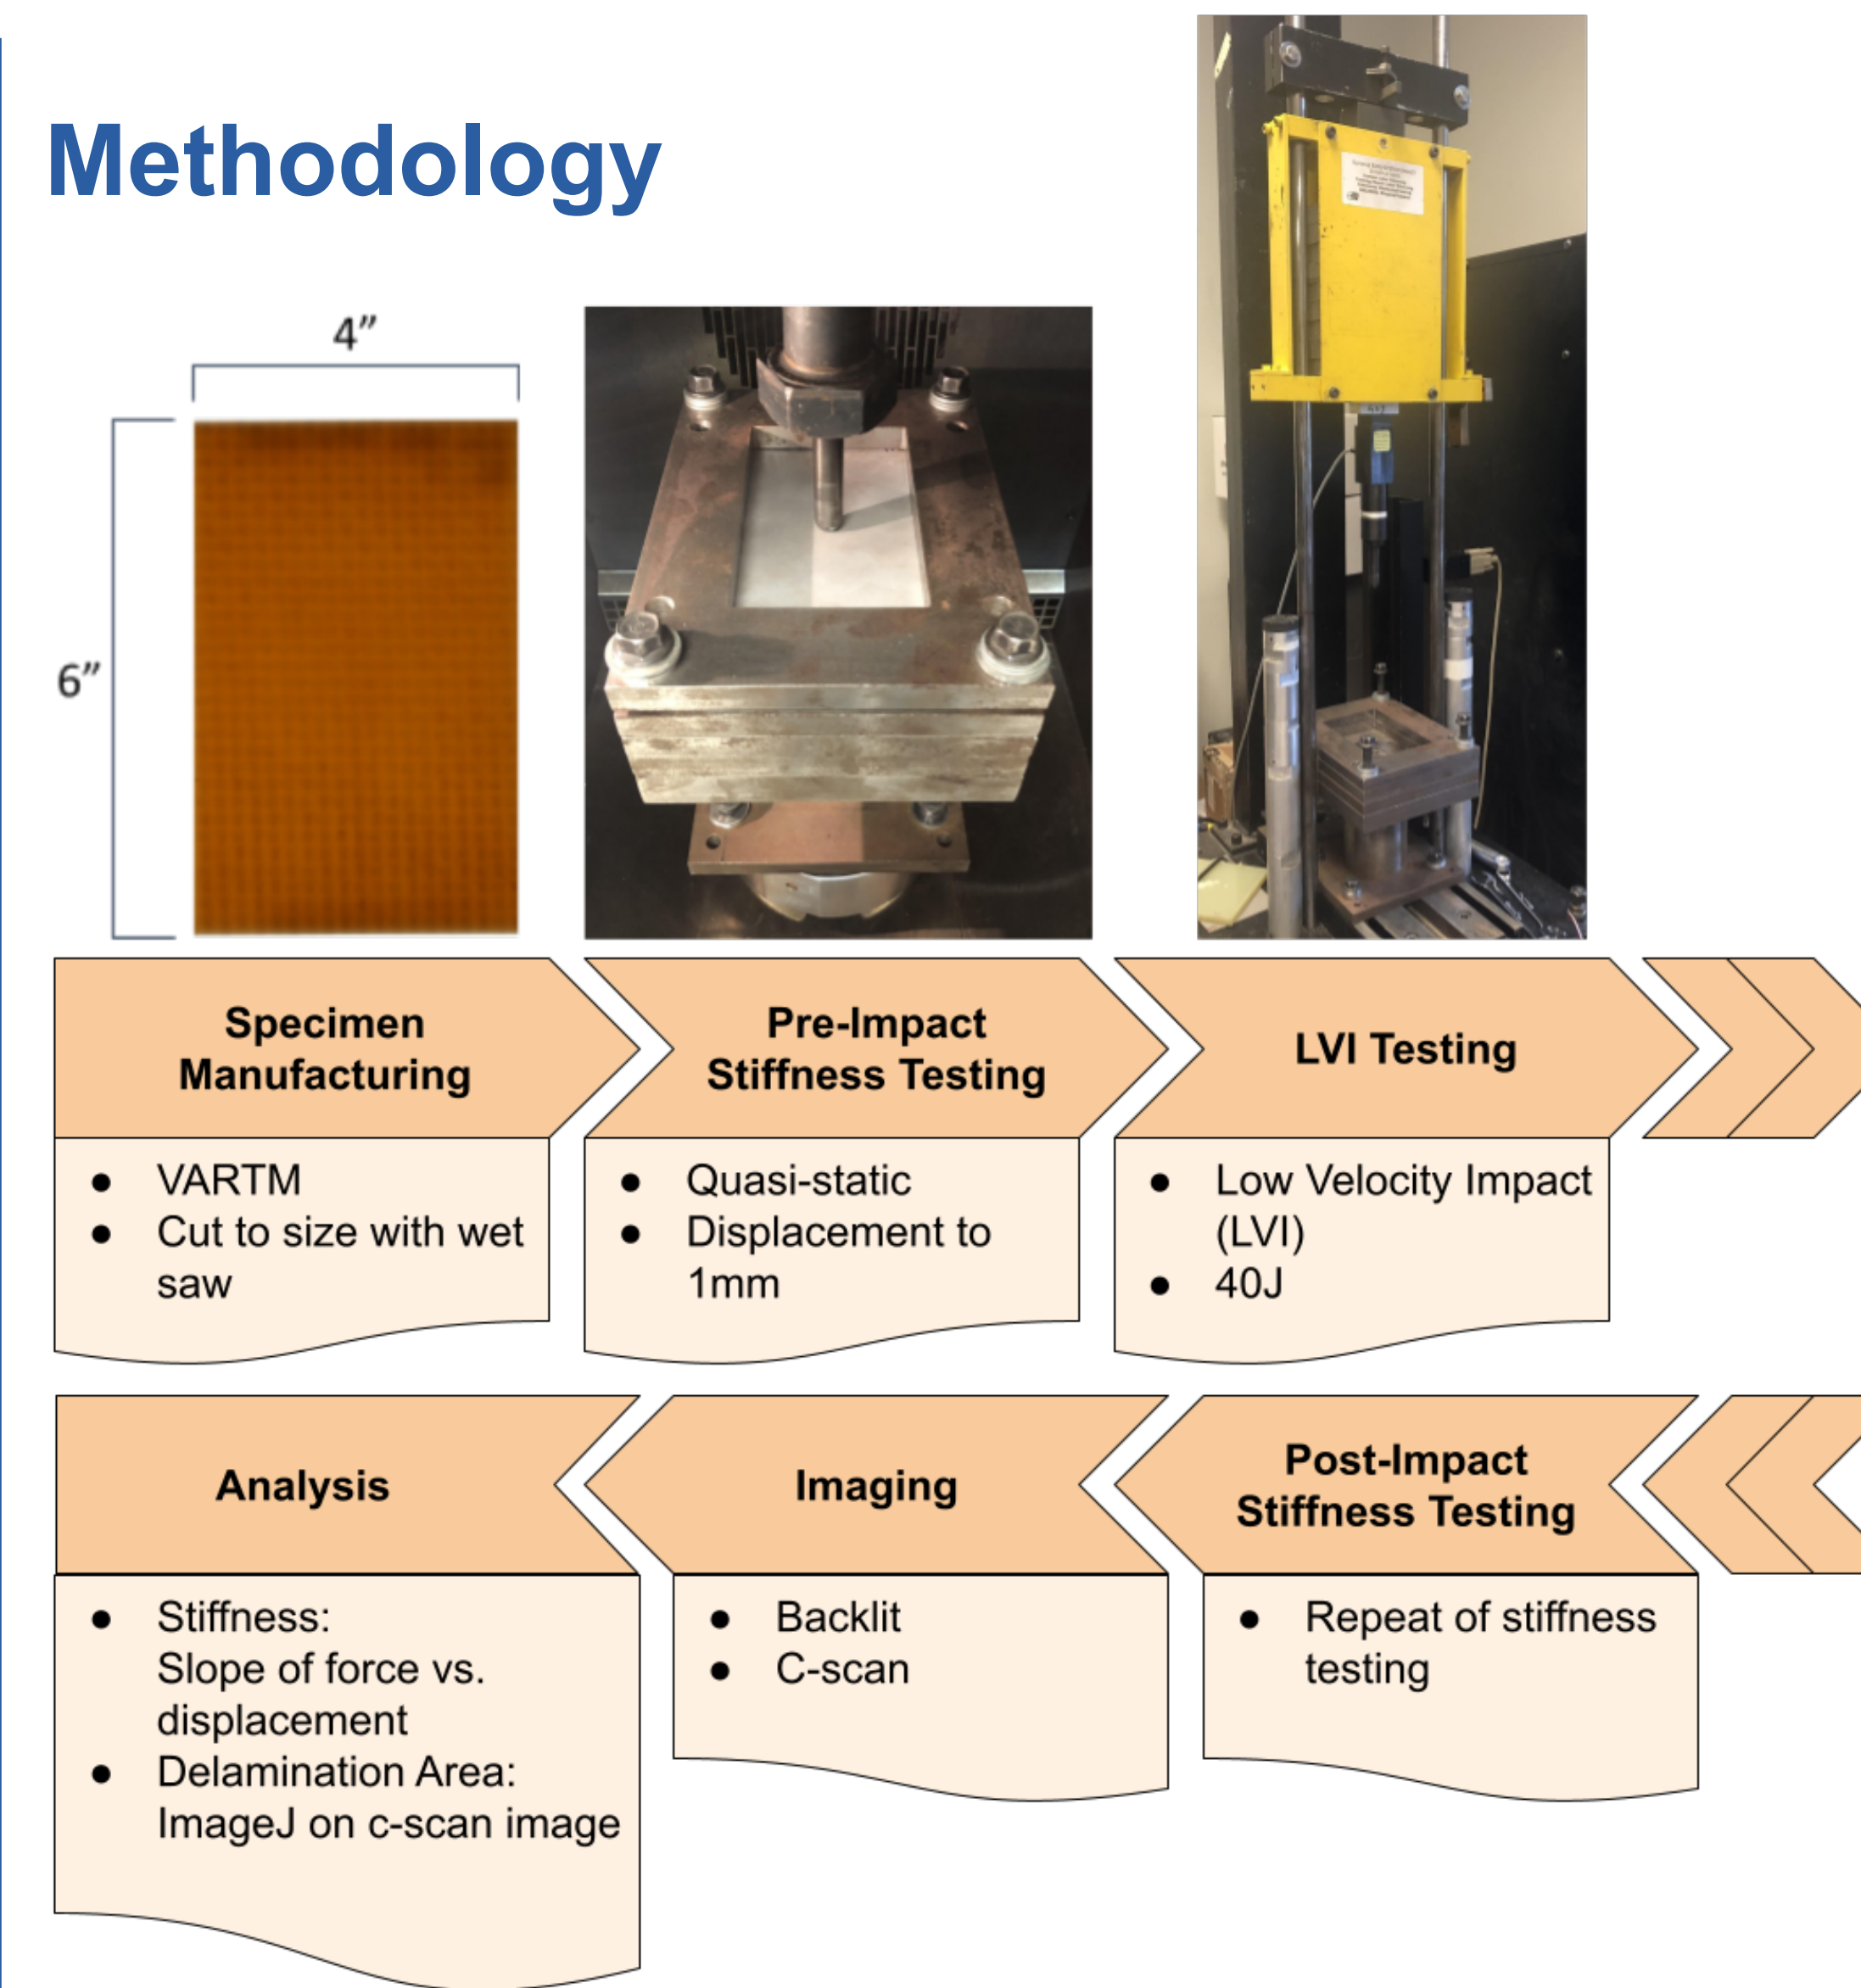 Methodology
4”
6”
Specimen
Manufacturing
Pre-Impact
Stiffness Testing
LVI Testing
● VARTM
● Cut to size with wet
saw
● Quasi-static
● Displacement to
1mm
● Low Velocity Impact
(LVI)
● 40J
Post-Impact
Stiffness Testing
Imaging
Analysis
● Repeat of stiffness
testing
● Backlit
● C-scan
● Stiffness:
Slope of force vs.
displacement
● Delamination Area:
ImageJ on c-scan image